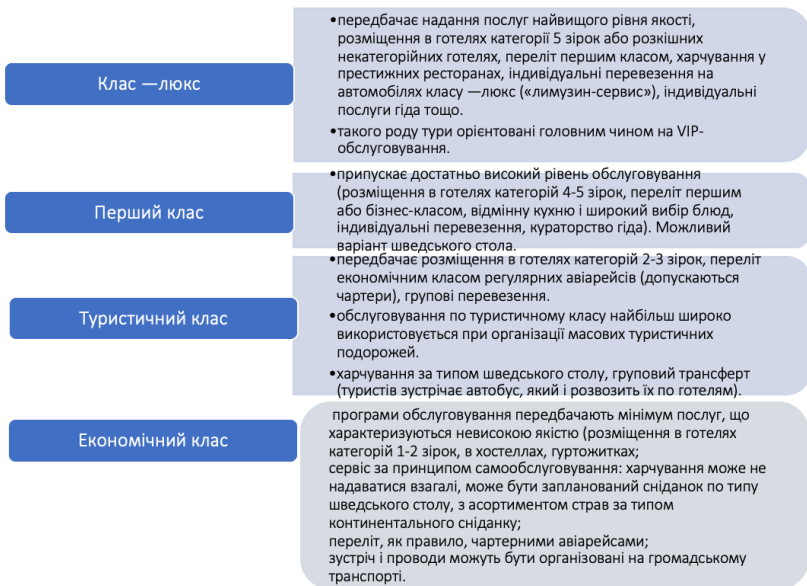 Клас —люкс
•передбачає надання послуг найвищого рівня якості,
розміщення в готелях категорії 5 зірок або розкішних
некатегорійних готелях, переліт першим класом, харчування у
престижних ресторанах, індивідуальні перевезення на
автомобілях класу —люкс («лимузин-сервис»), індивідуальні
послуги гіда тощо.
•такого роду тури орієнтовані головним чином на VIP-
обслуговування.
Перший клас
•припускає достатньо високий рівень обслуговування
(розміщення в готелях категорій 4-5 зірок, переліт першим
або бізнес-класом, відмінну кухню і широкий вибір блюд,
індивідуальні перевезення, кураторство гіда). Можливий
варіант шведського стола.
Туристичний клас
•передбачає розміщення в готелях категорій 2-3 зірок, переліт
економічним класом регулярних авіарейсів (допускаються
чартери), групові перевезення.
•обслуговування по туристичному класу найбільш широко
використовується при організації масових туристичних
подорожей.
•харчування за типом шведського столу, груповий трансферт
(туристів зустрічає автобус, який і розвозить їх по готелям).
Економічний клас
програми обслуговування передбачають мінімум послуг, що
характеризуються невисокою якістю (розміщення в готелях
категорій 1-2 зірок, в хостеллах, гуртожитках;
сервіс за принципом самообслуговування: харчування може не
надаватися взагалі, може бути запланований сніданок по типу
шведського столу, з асортиментом страв за типом
континентального сніданку;
переліт, як правило, чартерними авіарейсами;
зустріч і проводи можуть бути організовані на громадському
транспорті.